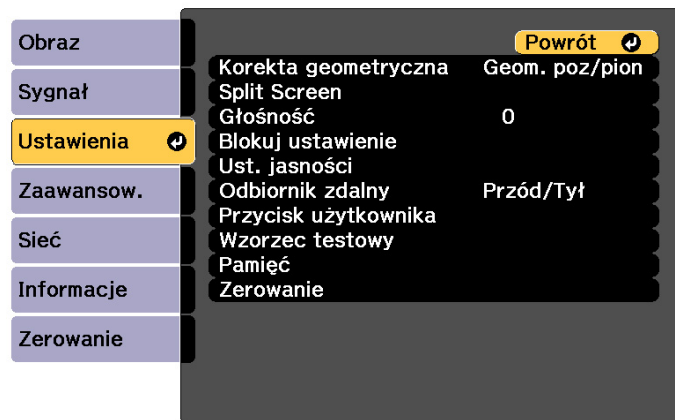 Obraz
Sygnał
Ustawienia
Zaawansow.
Sieć
Informacje
Zerowanie
Powrót
Korekta geometryczna Geom. poz/pion
Split Screen
Głośność 0
Blokuj ustawienie
Ust. jasności
Odbiornik zdalny Przód/Tył
Przycisk użytkownika
Wzorzec testowy
Pamięć
Zerowanie